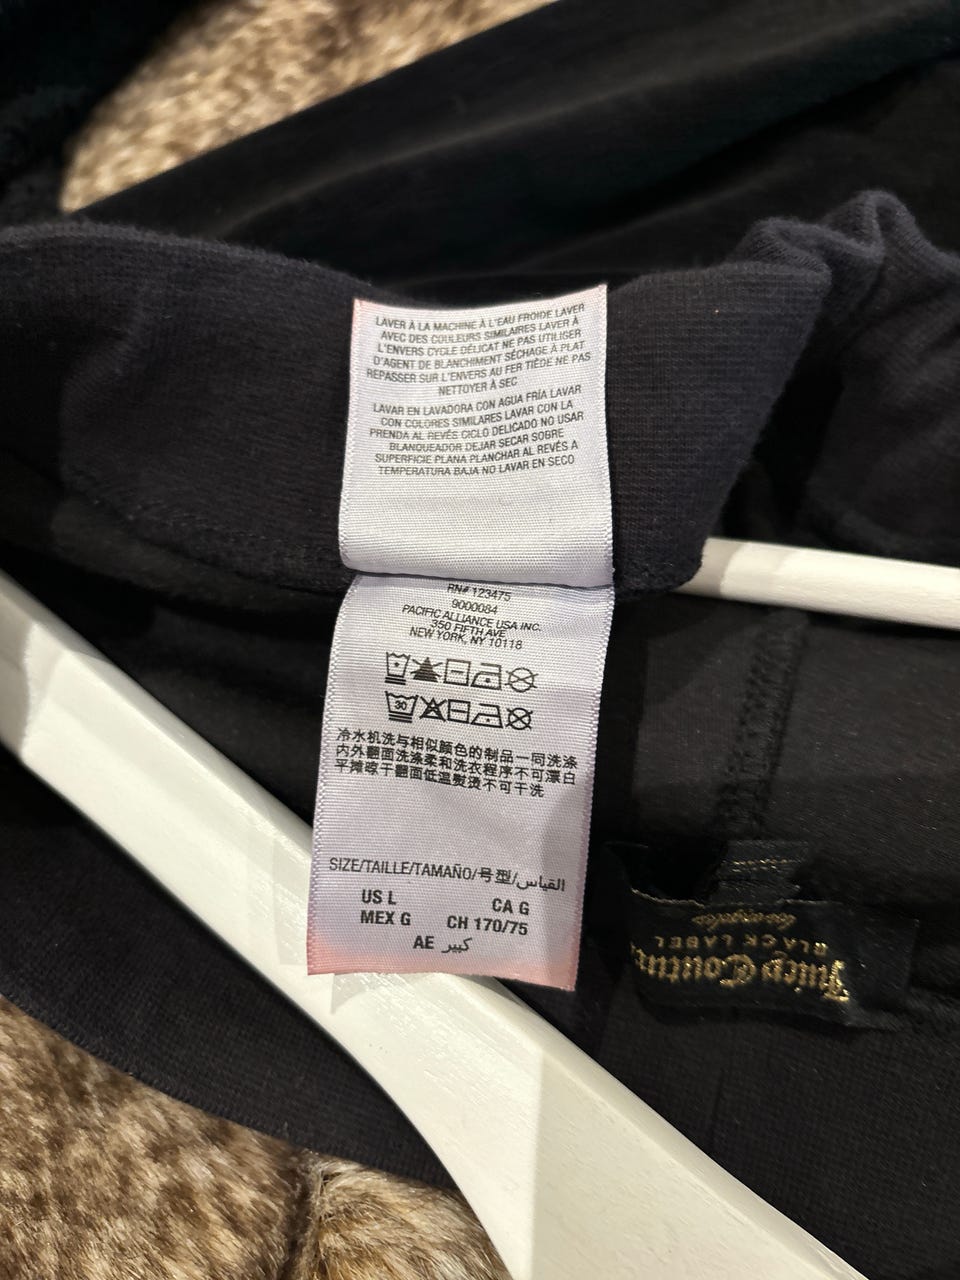 LAVER À LA MACHINE À L'EAU FROIDE LAVER
AVEC DES COULEURS SIMILAIRES LAVER À
L'ENVERS CYCLE DÉLICAT NE PAS UTILISER
D'AGENT DE BLANCHIMENT SÉCHAGE À PLAT
REPASSER SUR L'ENVERS AU FER TIÈDE NE PAS
NETTOYER À SEC
LAVAR EN LAVADORA CON AGUA FRÍA LAVAR
CON COLORES SIMILARES LAVAR CON LA
PRENDA AL REVÉS CICLO DELICADO NO USAR
BLANQUEADOR DEJAR SECAR SOBRE
SUPERFICIE PLANA PLANCHAR AL REVÉS A
TEMPERATURA BAJA NO LAVAR EN SECO
RN# 123475
9000084
PACIFIC ALLIANCE USA INC.
350 FIFTH AVE
NEW YORK, NY 10118
30
冷水机洗与相似颜色的制品一同洗涤
内外翻面洗涤柔和洗衣程序不可漂白
平摊晾干翻面低温熨烫不可干洗
SIZE/TAILLE/TAMAÑO/号型/القياس
US L CA G
MEX G CH 170/75
AE كبير
Juicy Couture
BLACK LABEL
los angeles